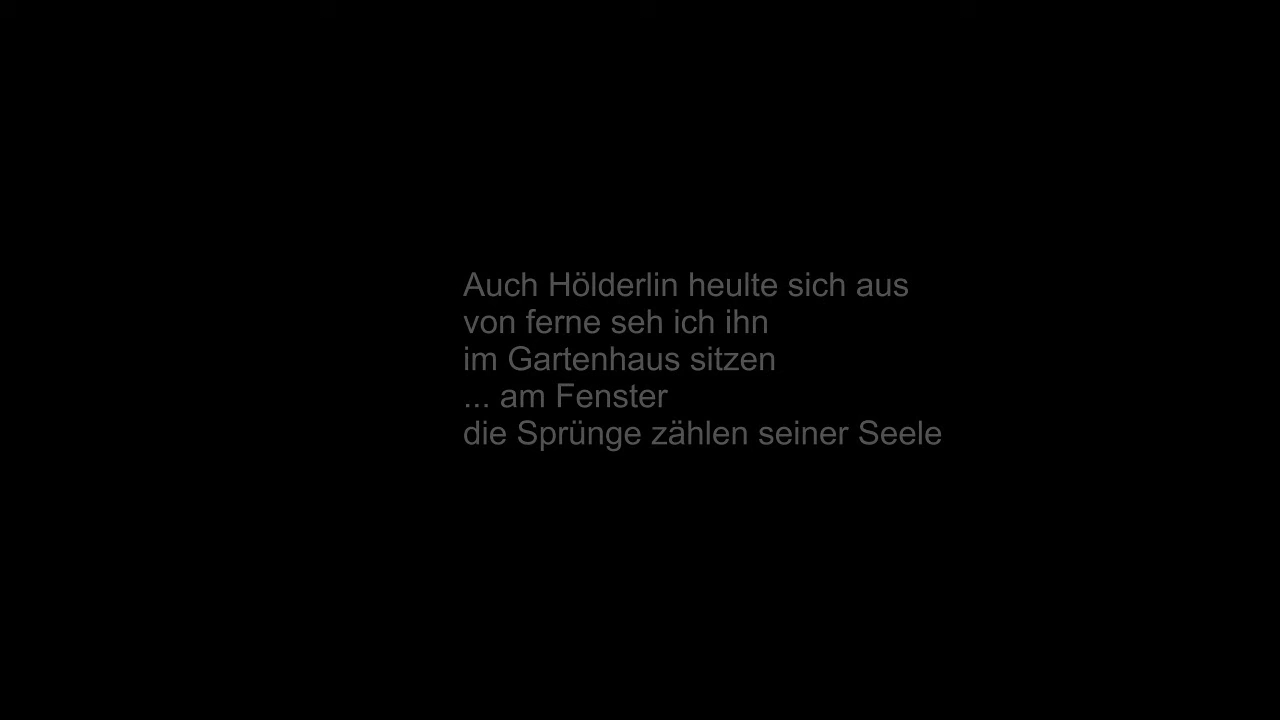 Auch Hölderlin heulte sich aus
von ferne seh ich ihn
im Gartenhaus sitzen
... am Fenster
die Sprünge zählen seiner Seele